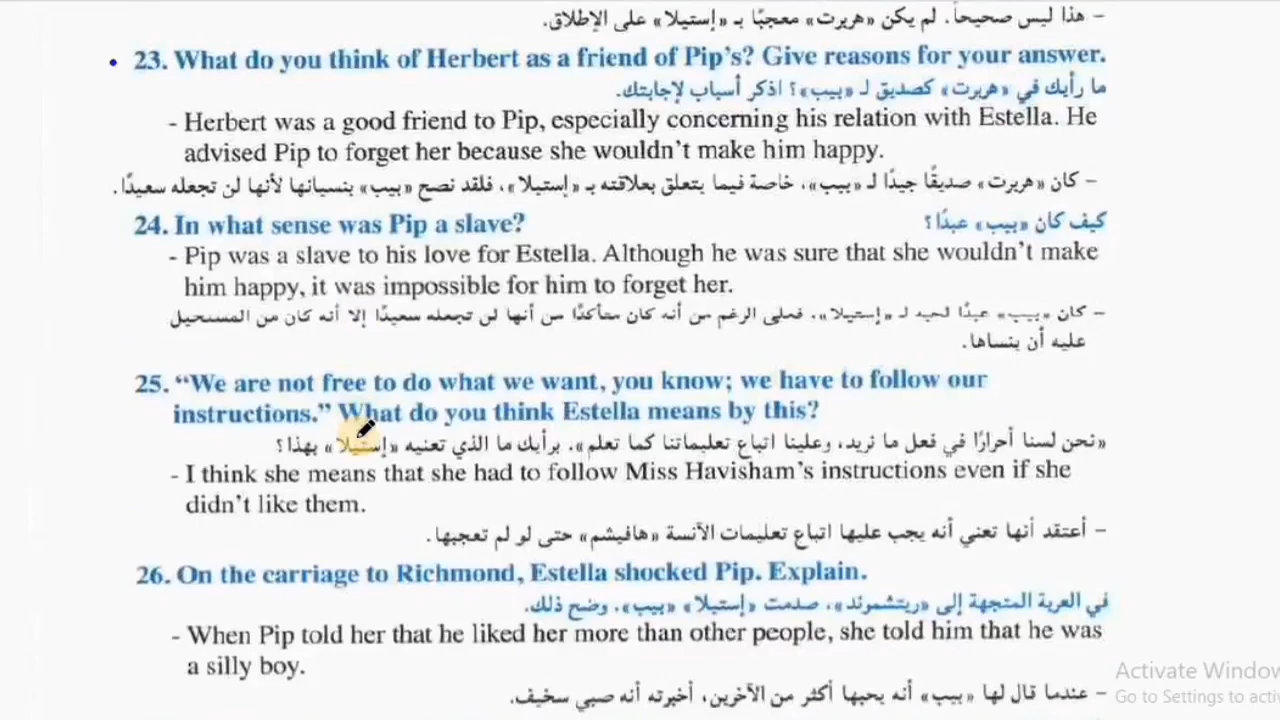 – هذا ليس صحيحاً. لم يكن «هربرت» معجبًا بـ «إستيلا» على الإطلاق.
• 23. What do you think of Herbert as a friend of Pip's? Give reasons for your answer.
ما رأيك في «هربرت» كصديق لـ «بيب»؟ اذكر أسباب لإجابتك.
- Herbert was a good friend to Pip, especially concerning his relation with Estella. He
advised Pip to forget her because she wouldn't make him happy.
– كان «هربرت» صديقًا جيدًا لـ «بيب»، خاصة فيما يتعلق بعلاقته بـ «إستيلا»، فلقد نصح «بيب» بنسيانها لأنها لن تجعله سعيدًا.
24. In what sense was Pip a slave? كيف كان «بيب» عبدًا؟
- Pip was a slave to his love for Estella. Although he was sure that she wouldn't make
him happy, it was impossible for him to forget her.
– كان «بيب» عبدًا لحبه لـ «إستيلا». فعلى الرغم من أنه كان متأكدًا من أنها لن تجعله سعيدًا إلا أنه كان من المستحيل
عليه أن ينساها.
25. “We are not free to do what we want, you know; we have to follow our
instructions.” What do you think Estella means by this?
«نحن لسنا أحرارًا في فعل ما نريد، وعلينا اتباع تعليماتنا كما تعلم». برأيك ما الذي تعنيه «إستيلا» بهذا؟
- I think she means that she had to follow Miss Havisham's instructions even if she
didn't like them.
– أعتقد أنها تعني أنه يجب عليها اتباع تعليمات الآنسة «هافيشم» حتى لو لم تعجبها.
26. On the carriage to Richmond, Estella shocked Pip. Explain.
في العربة المتجهة إلى «ريتشموند»، صدمت «إستيلا» «بيب». وضح ذلك.
- When Pip told her that he liked her more than other people, she told him that he was
a silly boy.
– عندما قال لها «بيب» أنه يحبها أكثر من الآخرين، أخبرته أنه صبي سخيف.
Activate Window
Go to Settings to acti